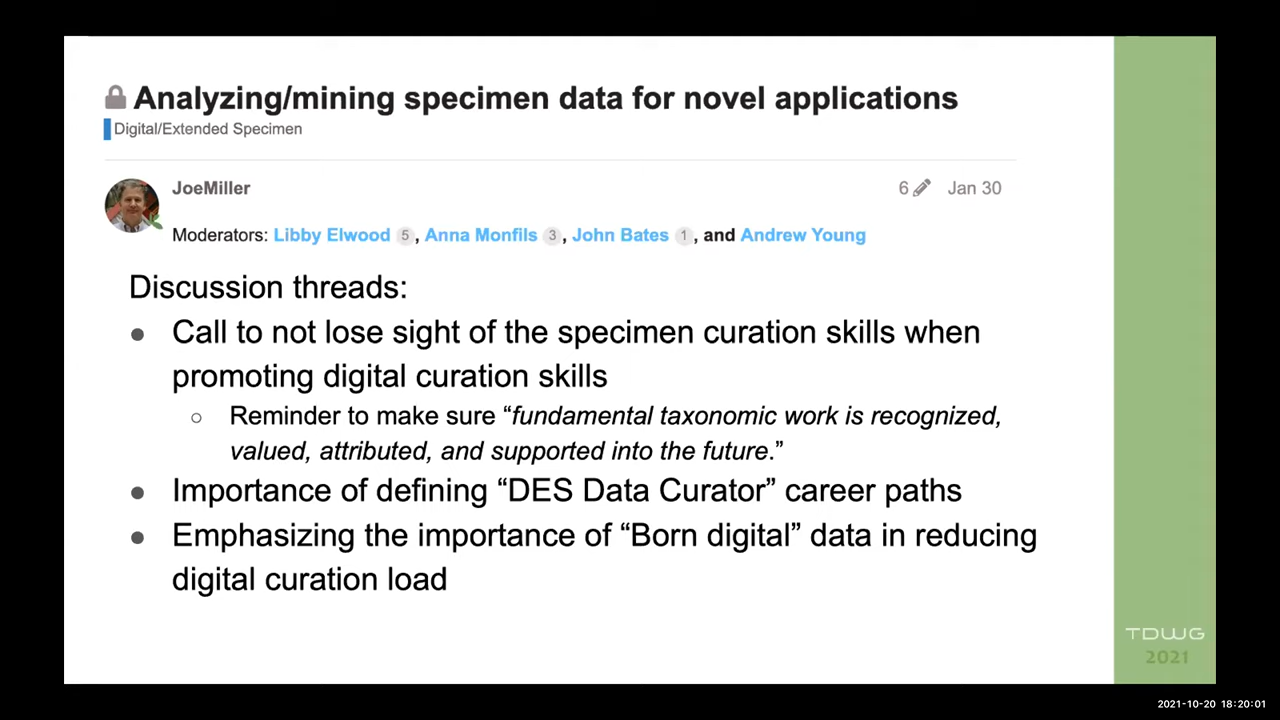 Analyzing/mining specimen data for novel applications
Digital/Extended Specimen
JoeMiller
6 Jan 30
Moderators: Libby Elwood 5, Anna Monfils 3, John Bates 1, and Andrew Young
Discussion threads:
● Call to not lose sight of the specimen curation skills when
promoting digital curation skills
○ Reminder to make sure “fundamental taxonomic work is recognized,
valued, attributed, and supported into the future.”
● Importance of defining “DES Data Curator” career paths
● Emphasizing the importance of “Born digital” data in reducing
digital curation load
TDWG
2021
2021-10-20 18:20:01